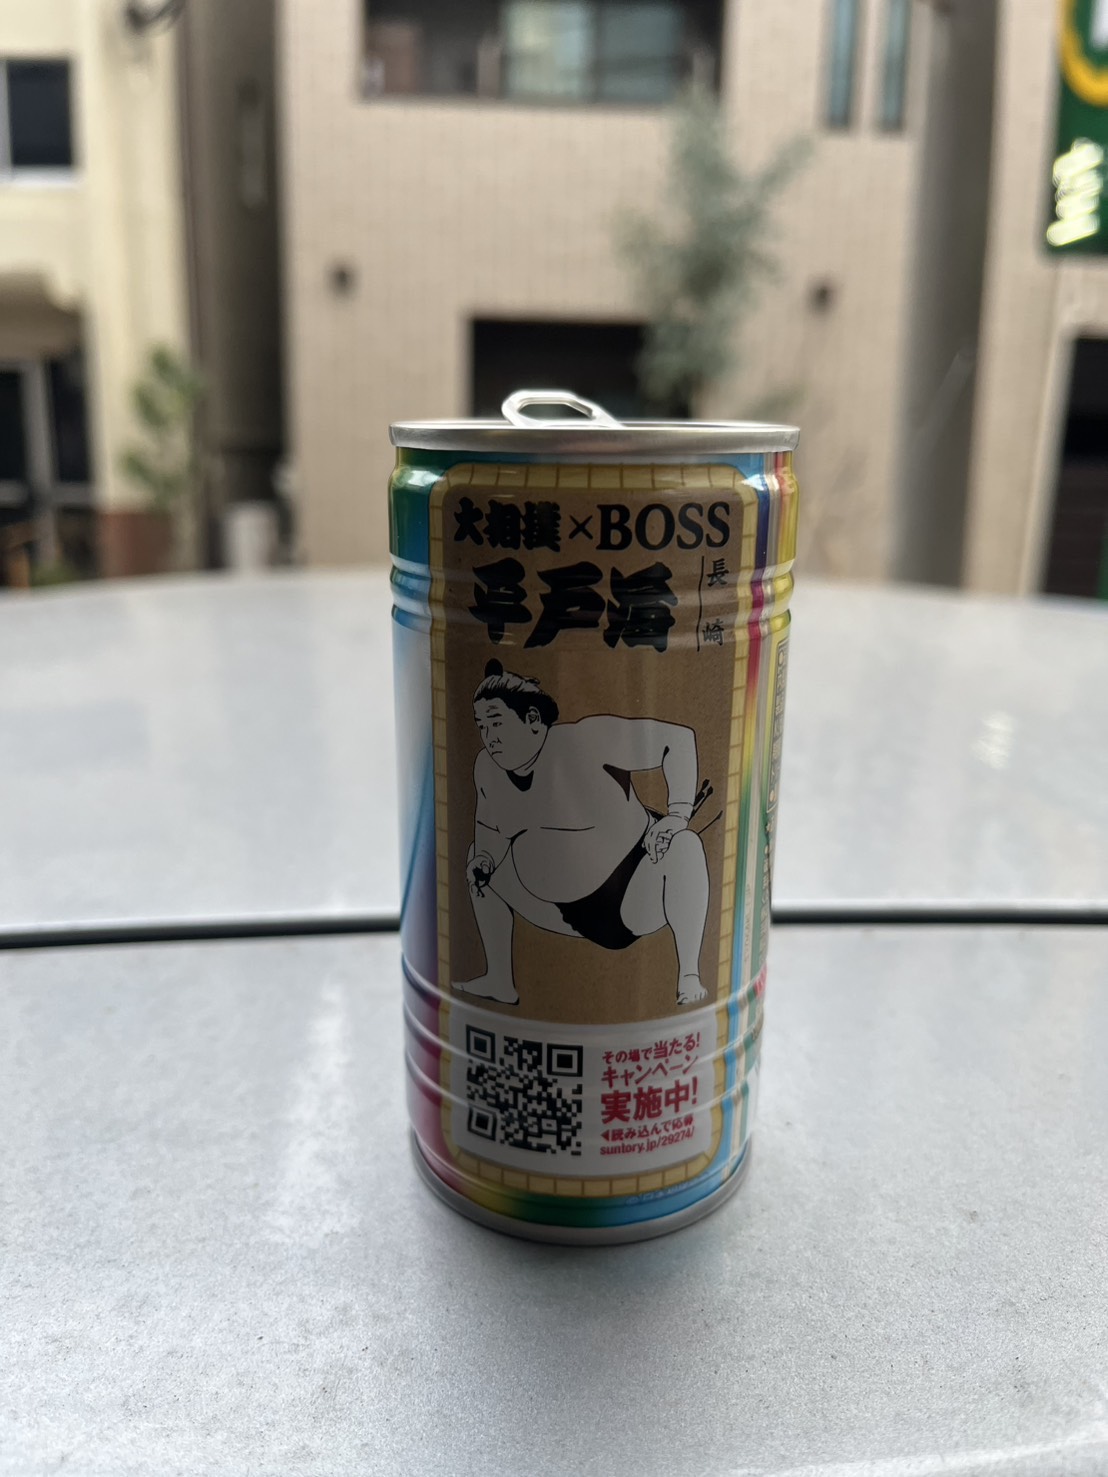 大相撲×BOSS
平戸海
長崎
その場で当たる!
キャンペーン
実施中!
◀読み込んで応募
suntory.jp/29274/